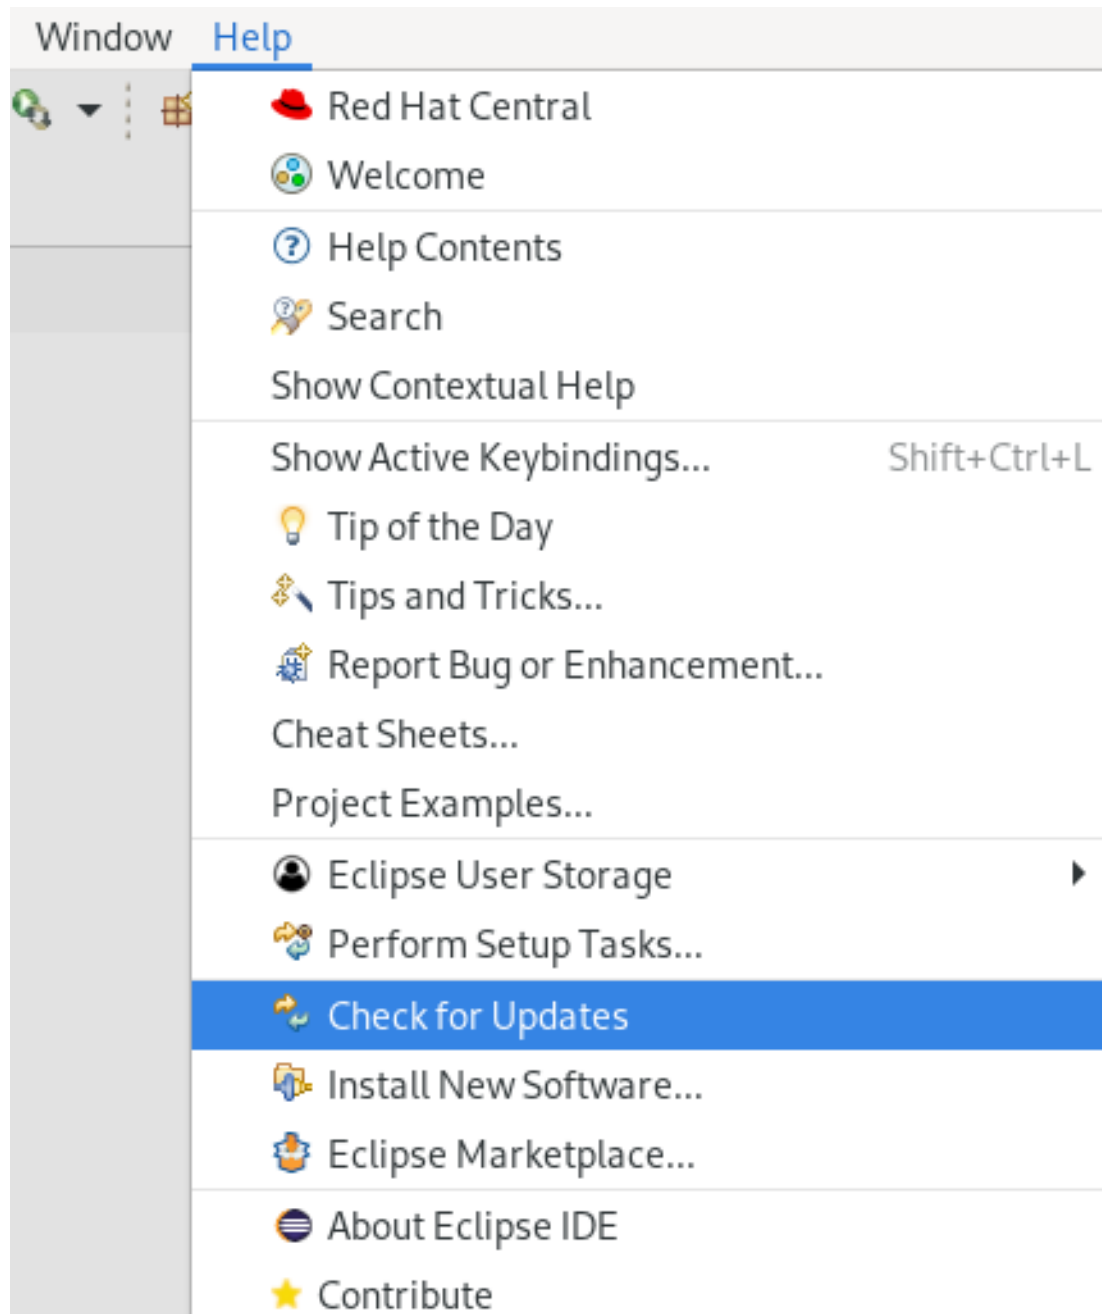 Window Help
Red Hat Central
Welcome
Help Contents
Search
Show Contextual Help
Show Active Keybindings... Shift+Ctrl+L
Tip of the Day
Tips and Tricks...
Report Bug or Enhancement...
Cheat Sheets...
Project Examples...
Eclipse User Storage
Perform Setup Tasks...
Check for Updates
Install New Software...
Eclipse Marketplace...
About Eclipse IDE
Contribute